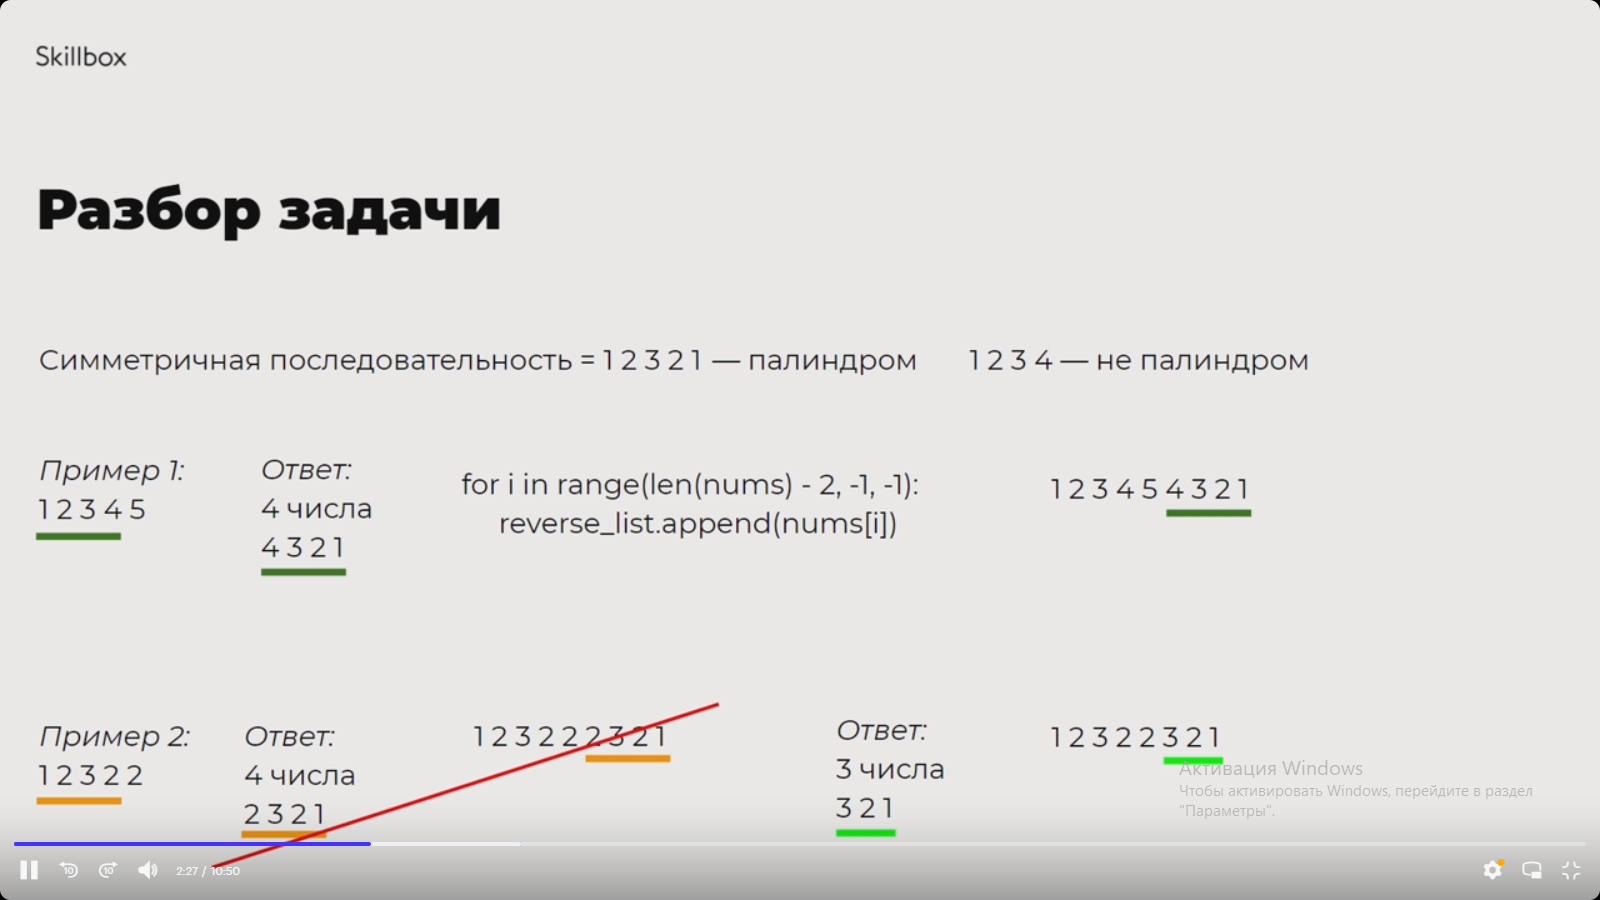 Skillbox
Разбор задачи
Симметричная последовательность = 1 2 3 2 1 — палиндром 1 2 3 4 — не палиндром
Пример 1:
1 2 3 4 5
Ответ:
4 числа
4 3 2 1
for i in range(len(nums) - 2, -1, -1):
reverse_list.append(nums[i])
1 2 3 4 5 4 3 2 1
Пример 2:
1 2 3 2 2
Ответ:
4 числа
2 3 2 1
1 2 3 2 2 2 3 2 1
Ответ:
3 числа
3 2 1
1 2 3 2 2 3 2 1
Активация Windows
Чтобы активировать Windows, перейдите в раздел
"Параметры".
10
10
2:27 / 10:50